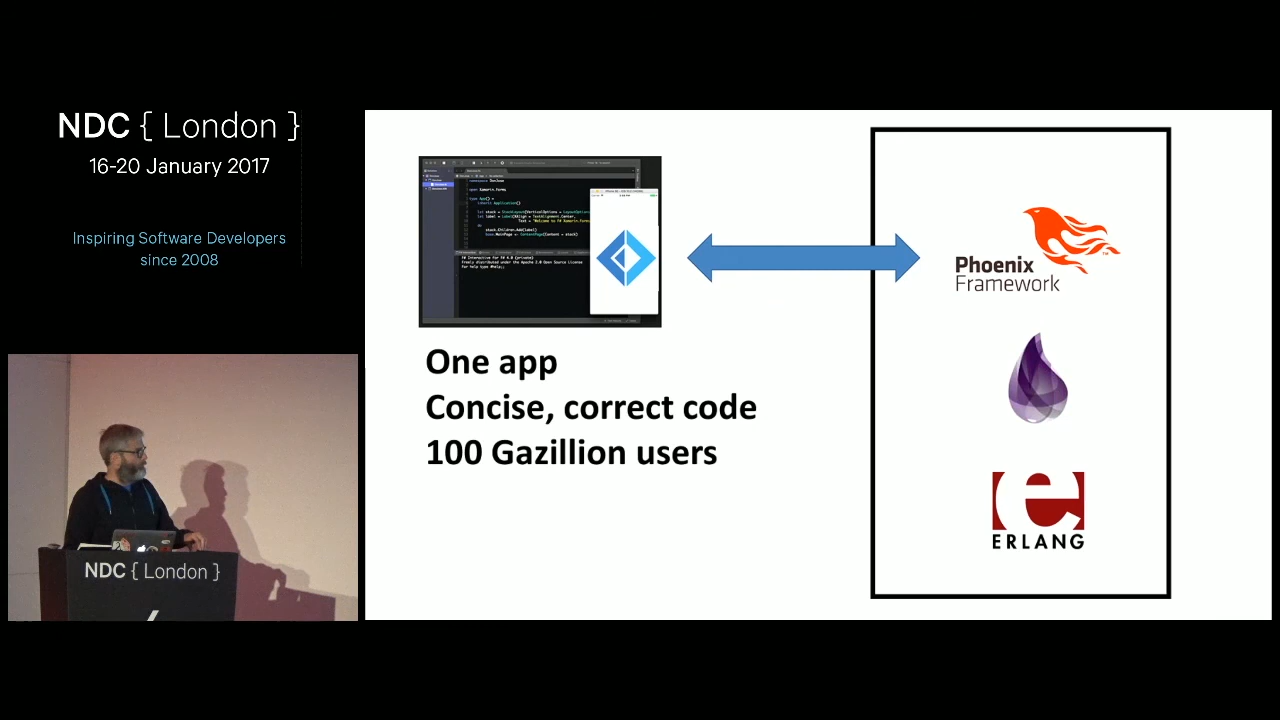 NDC { London }
16-20 January 2017
Inspiring Software Developers
since 2008
One app
Concise, correct code
100 Gazillion users
Phoenix
Framework
TM
e
ERLANG
NDC { London }